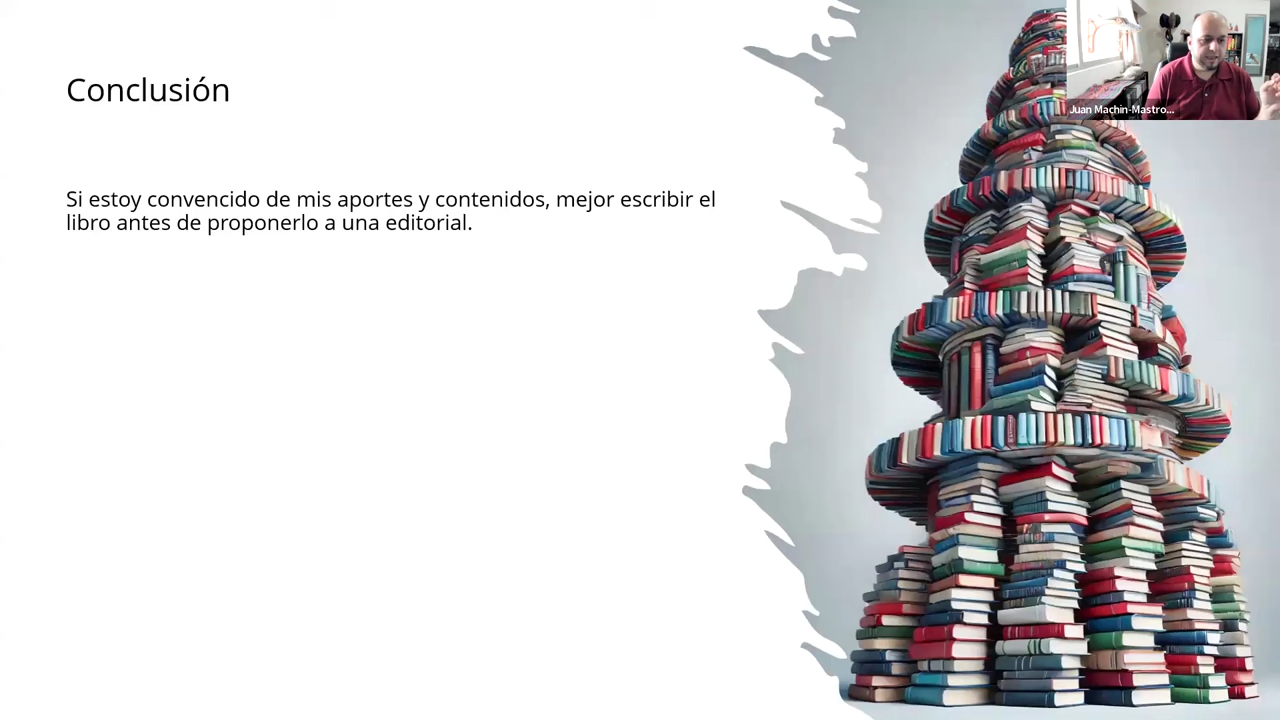 Conclusión
Si estoy convencido de mis aportes y contenidos, mejor escribir el
libro antes de proponerlo a una editorial.
Juan Machin-Mastro...